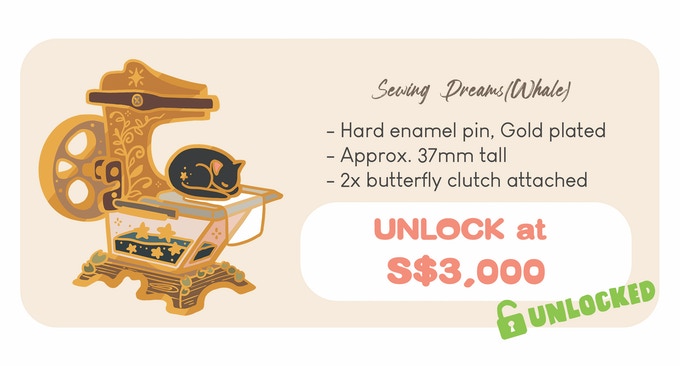 Sewing Dreams(Whale)
- Hard enamel pin, Gold plated
- Approx. 37mm tall
- 2x butterfly clutch attached
UNLOCK at
S$3,000
UNLOCKED